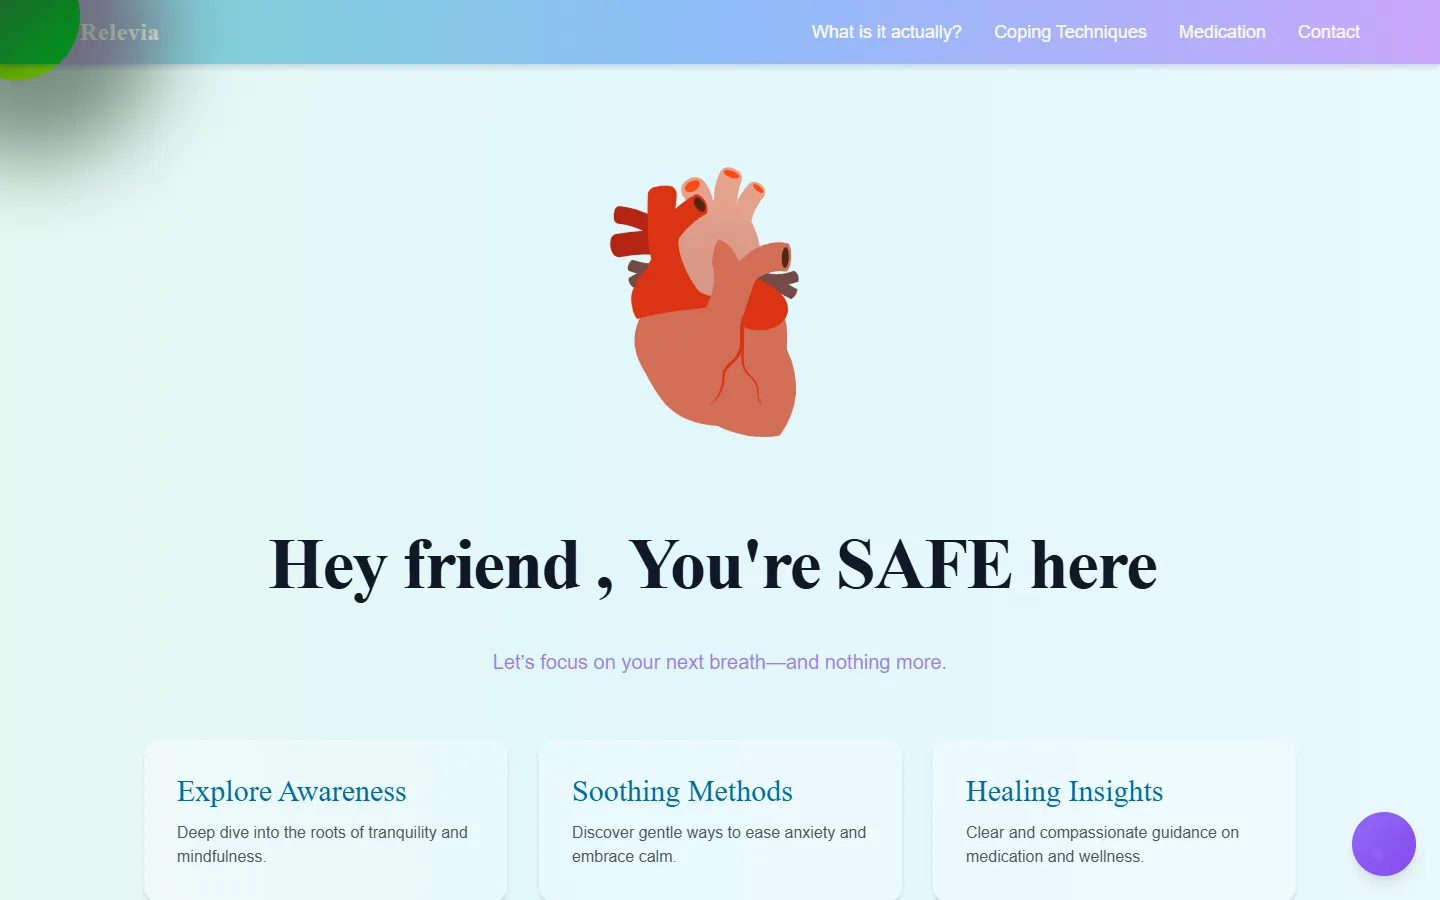 Relevia
What is it actually?
Coping Techniques
Medication
Contact
Hey friend , You're SAFE here
Let’s focus on your next breath—and nothing more.
Explore Awareness
Deep dive into the roots of tranquility and
mindfulness.
Soothing Methods
Discover gentle ways to ease anxiety and
embrace calm.
Healing Insights
Clear and compassionate guidance on
medication and wellness.